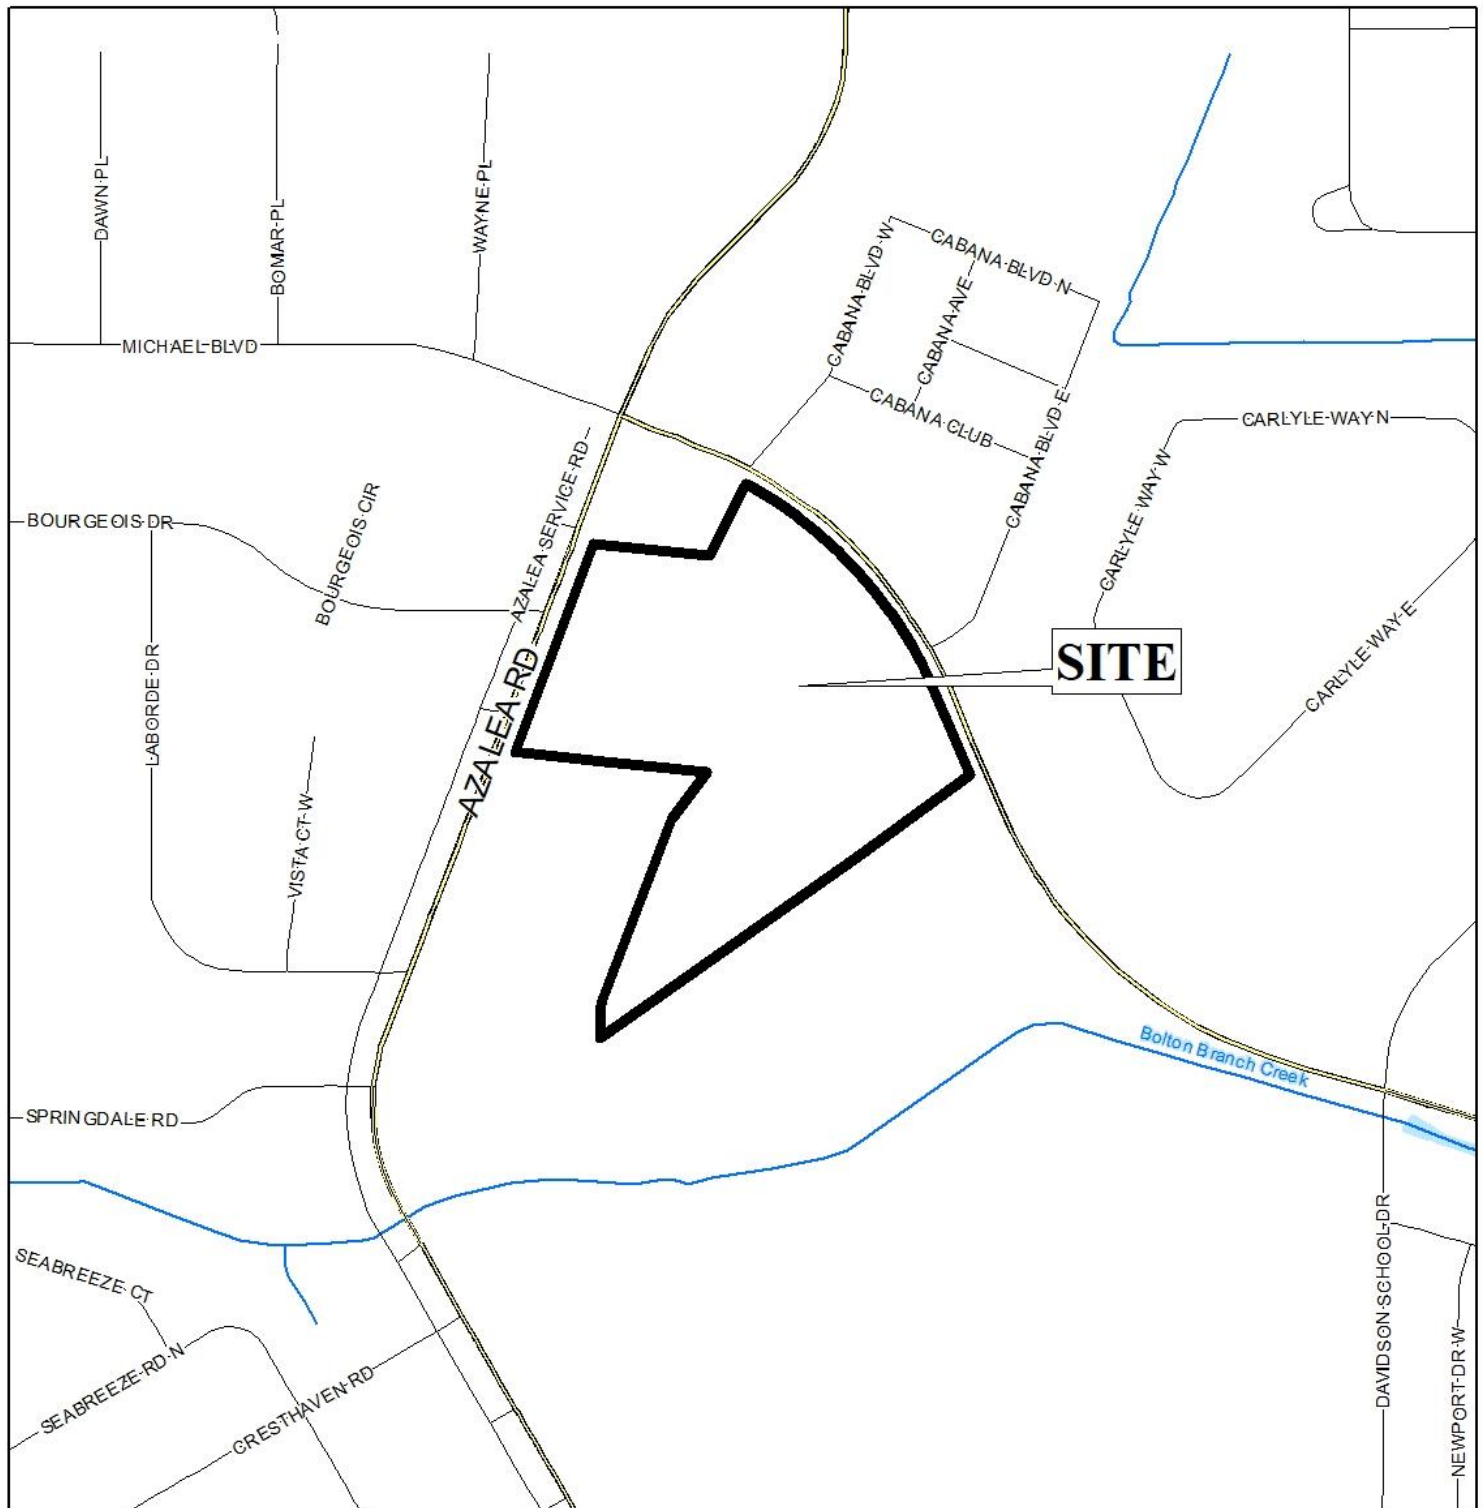 DAWN PL
BOMAR PL
WAYNE PL
MICHAEL BLVD
CABANA BLVD W
CABANA BLVD N
CABANA AVE
CABANA CLUB
CABANA BLVD E
CARLYLE WAY N
CARLYLE WAY W
CARLYLE WAY E
BOURGEOIS DR
BOURGEOIS CIR
AZALEA SERVICE RD
AZALEA RD
SITE
LABORDE DR
VISTA CT W
Bolton Branch Creek
SPRINGDALE RD
SEABREEZE CT
SEABREEZE RD N
CRESTHAVEN RD
DAVIDSON SCHOOL DR
NEWPORT DR W